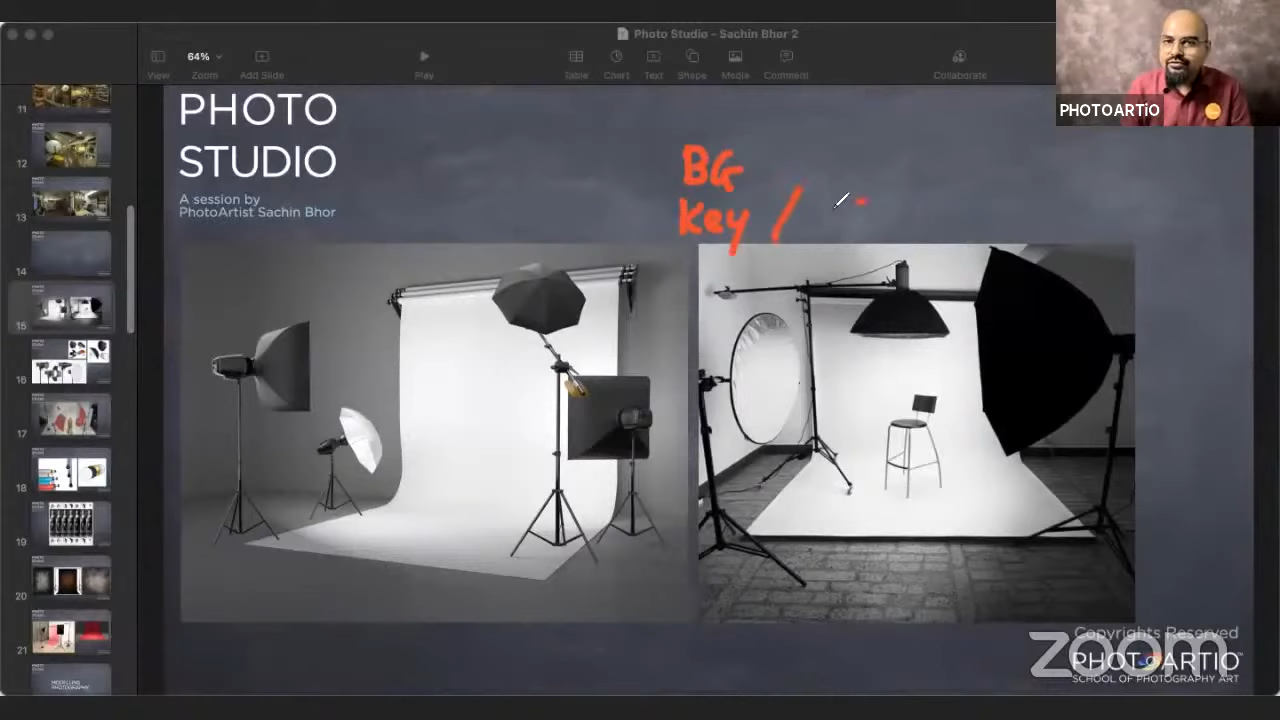 Photo Studio - Sachin Bhor 2
64%
View
Zoom
Add Slide
Play
Table
Chart
Text
Shape
Media
Comment
Collaborate
PHOTOARTiO
11
12
13
14
15
16
17
18
19
20
21
PHOTO
STUDIO
A session by
PhotoArtist Sachin Bhor
BG
Key /
MODELLING
PHOTOGRAPHY
Copyrights Reserved
zoom
PHOTOARTIO
SCHOOL OF PHOTOGRAPHY ART